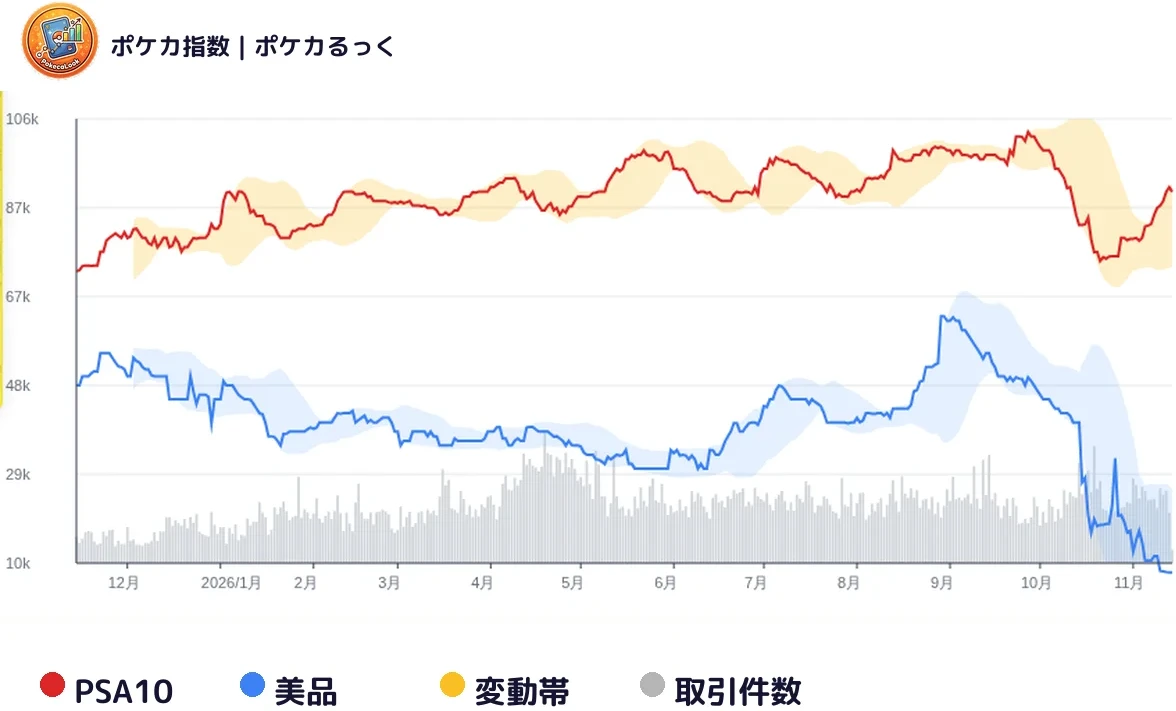 PokecaLook
ポケカ指数 | ポケカるっく
106k
87k
67k
48k
29k
10k
12月 2026/1月 2月 3月 4月 5月 6月 7月 8月 9月 10月 11月
PSA10 美品 変動帯 取引件数